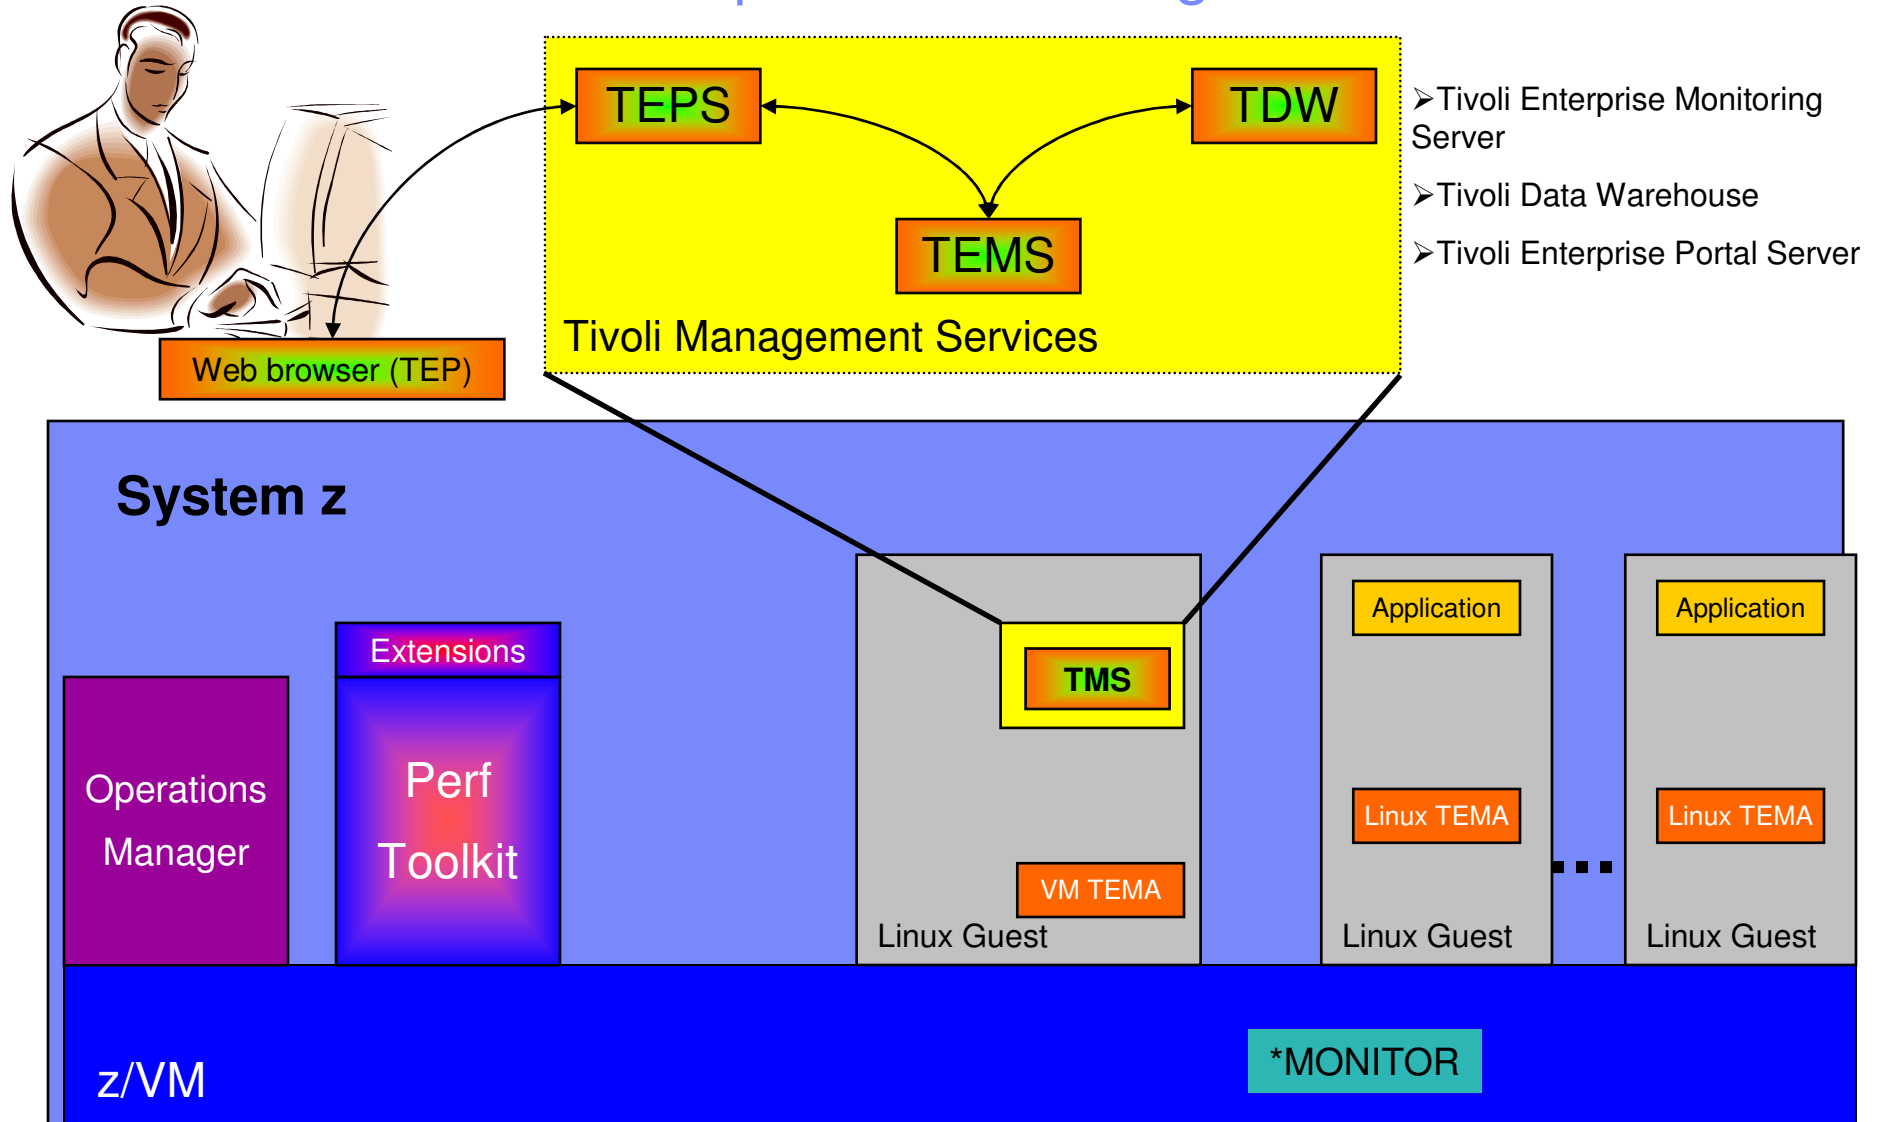 TEPS
TDW
TEMS
Tivoli Management Services
➢Tivoli Enterprise Monitoring
Server
➢Tivoli Data Warehouse
➢Tivoli Enterprise Portal Server
Web browser (TEP)
System z
Extensions
Operations
Manager
Perf
Toolkit
TMS
VM TEMA
Linux Guest
Application
Linux TEMA
Linux Guest
Application
Linux TEMA
Linux Guest
z/VM
*MONITOR